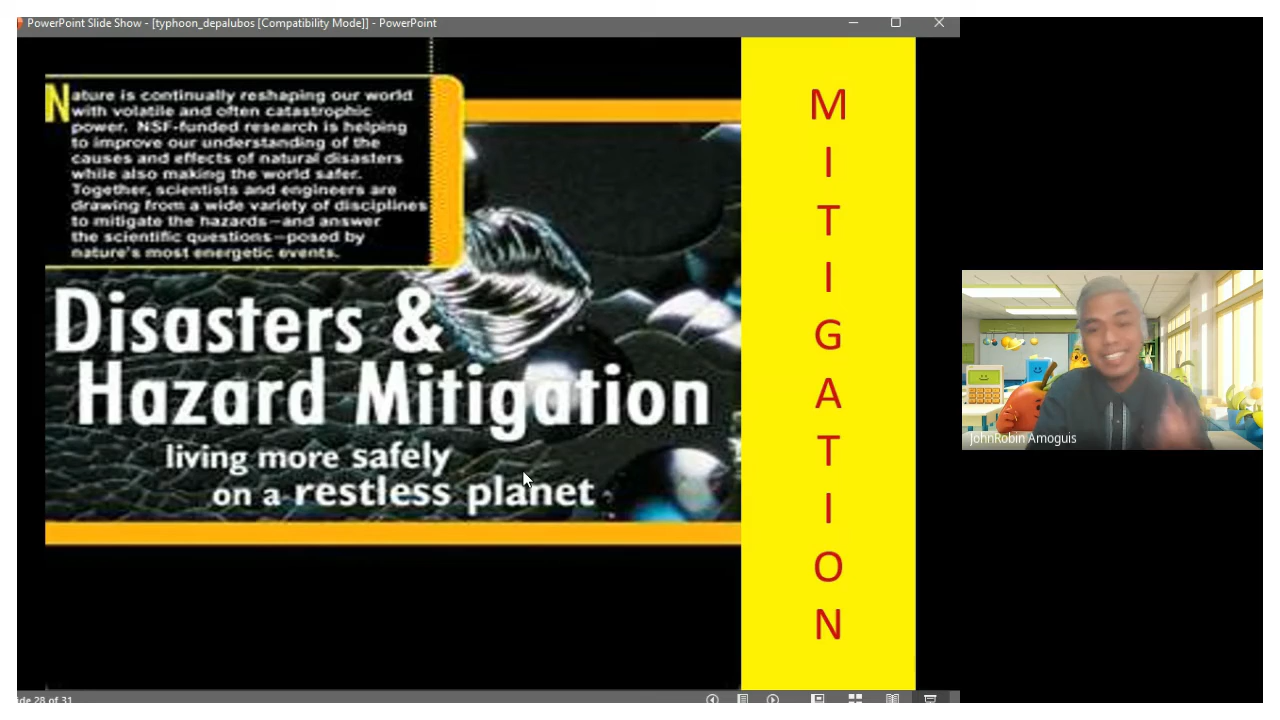 PowerPoint Slide Show - [typhoon_depalubos [Compatibility Mode]] - PowerPoint
Nature is continually reshaping our world
with volatile and often catastrophic
power. NSF-funded research is helping
to improve our understanding of the
causes and effects of natural disasters
while also making the world safer.
Together, scientists and engineers are
drawing from a wide variety of disciplines
to mitigate the hazards—and answer
the scientific questions—posed by
nature's most energetic events.
Disasters &
Hazard Mitigation
living more safely
on a restless planet
M
I
T
I
G
A
T
I
O
N
JohnRobin Amoguis
ide 28 of 31